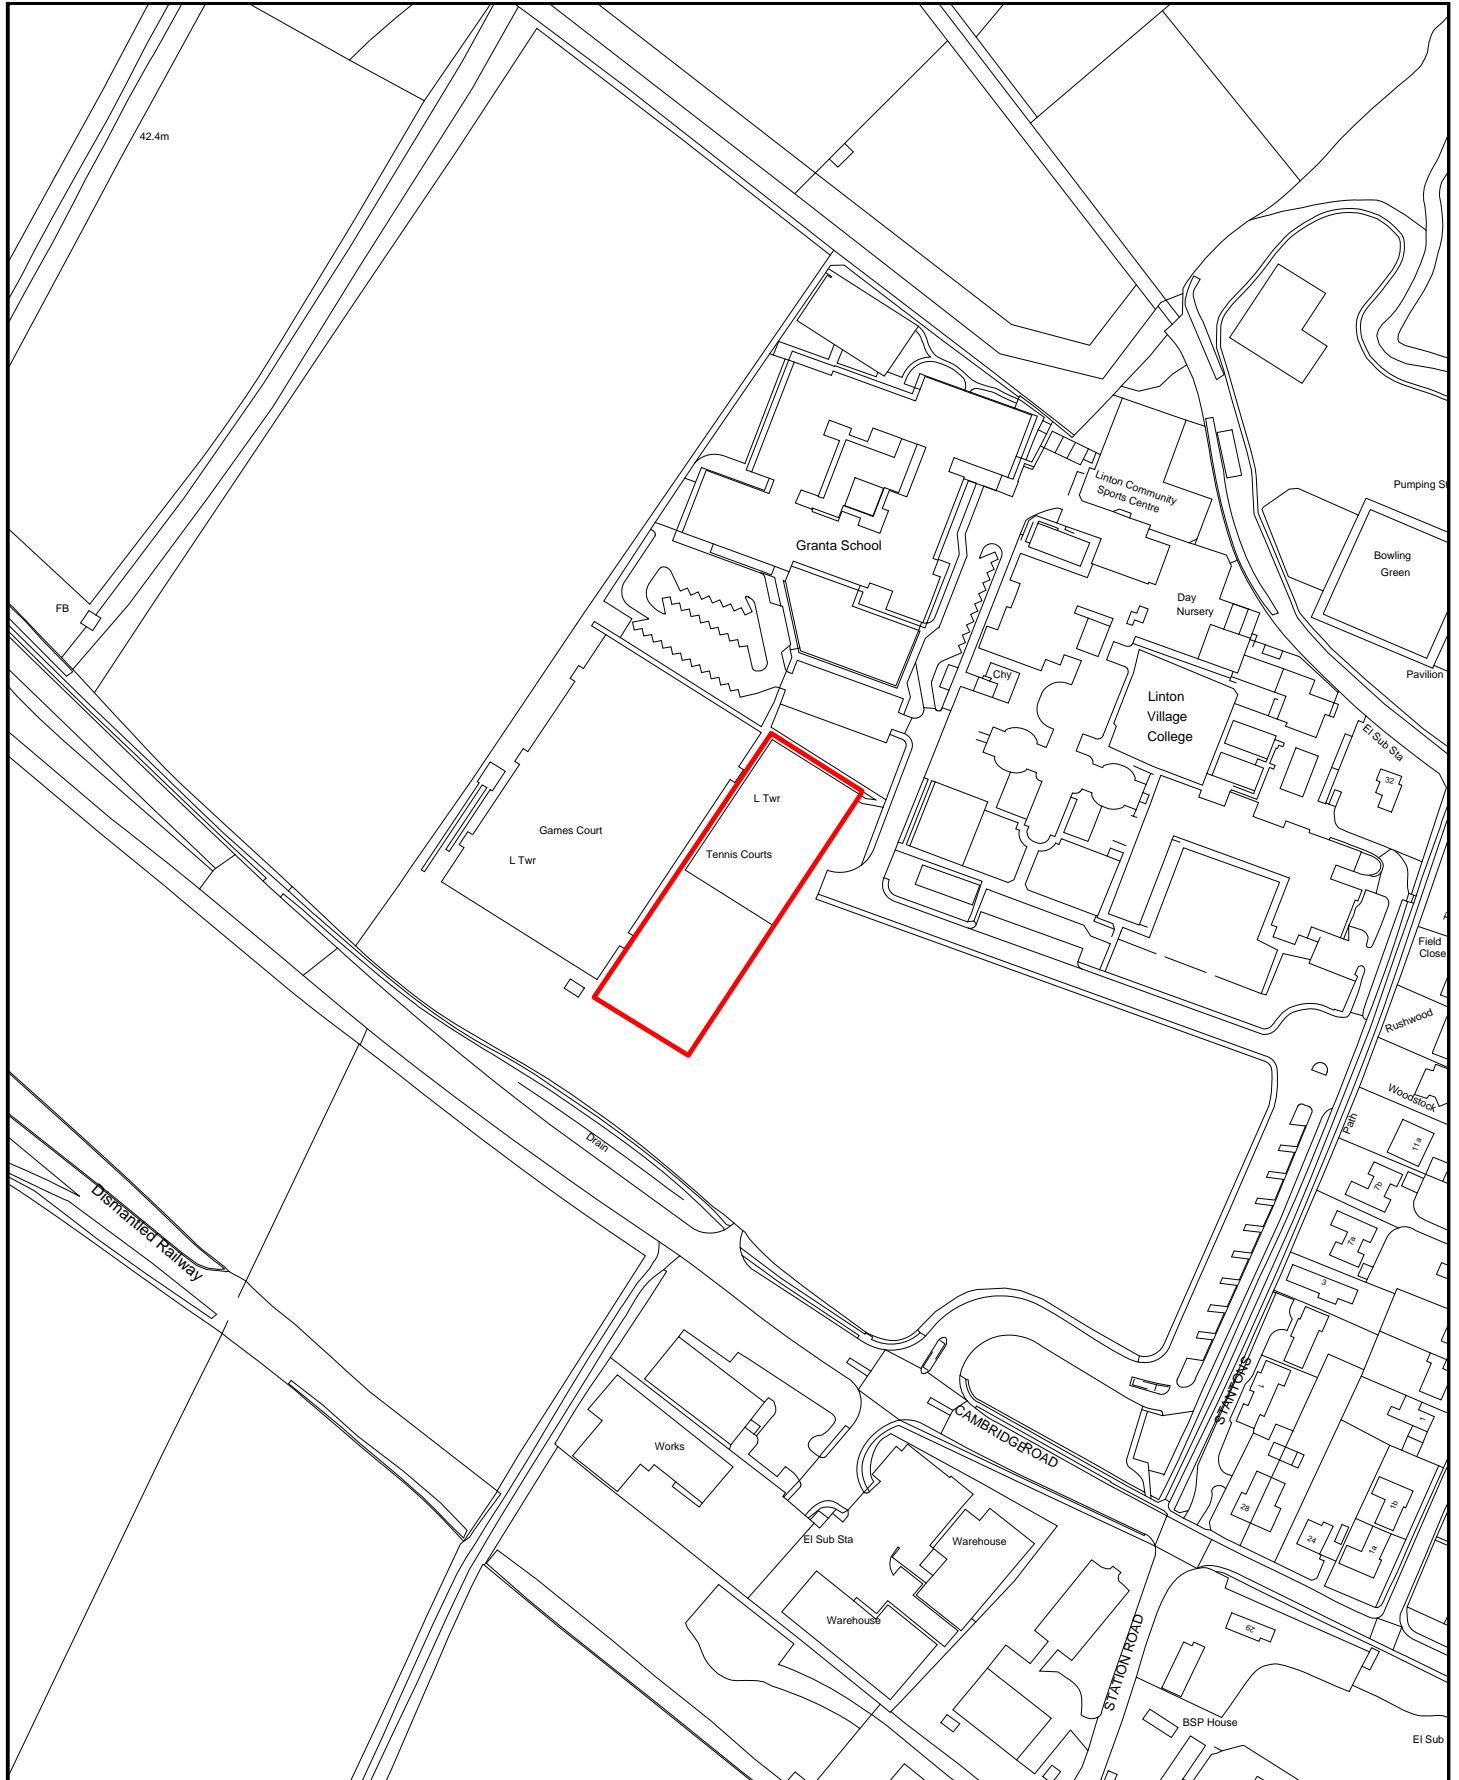 42.4m
Linton Community
Sports Centre
Pumping St
Granta School
Bowling
Green
FB
Day
Nursery
Chy
Pavilion
Linton
Village
College
El Sub Sta
32
L Twr
Games Court
L Twr
Tennis Courts
Field
Close
Rushwood
Woodstock
Path
11a
Drain
7b
Dismantled Railway
7a
3
STANTONS
1
1
CAMBRIDGE ROAD
Works
28
1b
24
1a
El Sub Sta
Warehouse
Warehouse
29
STATION ROAD
BSP House
El Sub